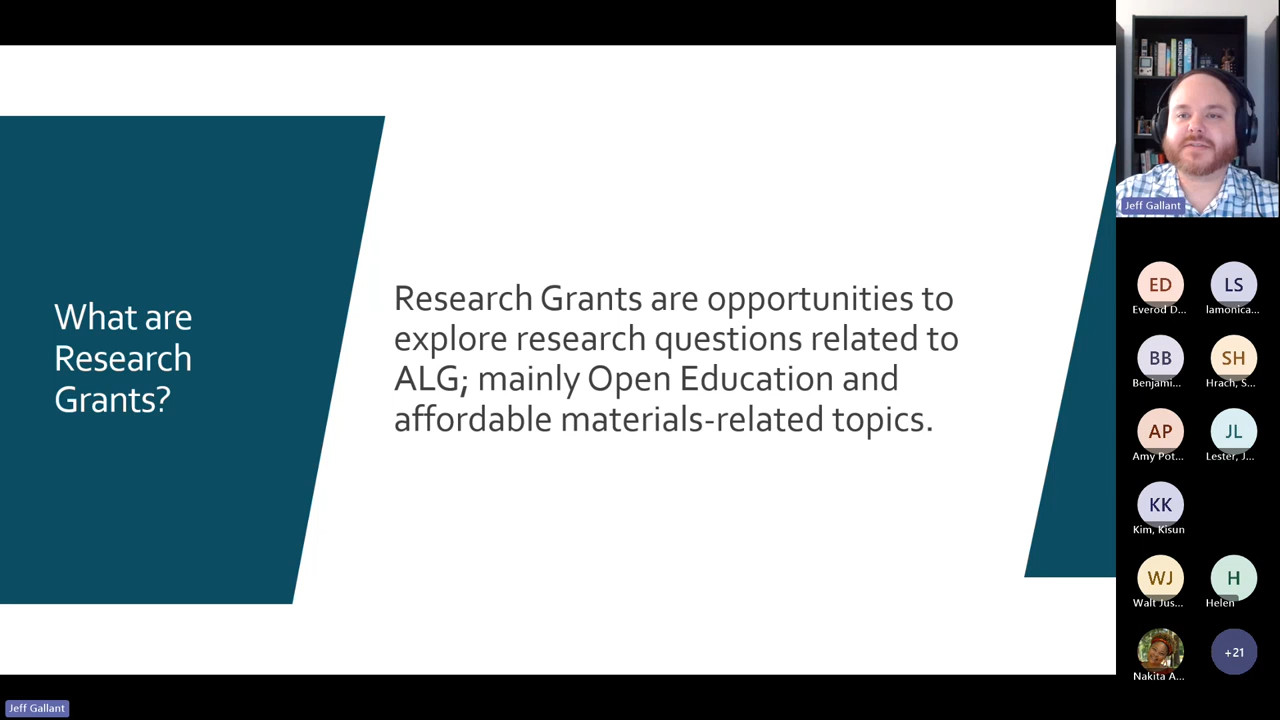 What are
Research
Grants?
Research Grants are opportunities to
explore research questions related to
ALG; mainly Open Education and
affordable materials-related topics.
Jeff Gallant
ED
LS
Everod D...
lamonica...
BB
SH
Benjami...
Hrach, S...
AP
JL
Amy Pot...
Lester, J...
KK
Kim, Kisun
WJ
H
Walt Jus...
Helen
+21
Nakita A...
Jeff Gallant